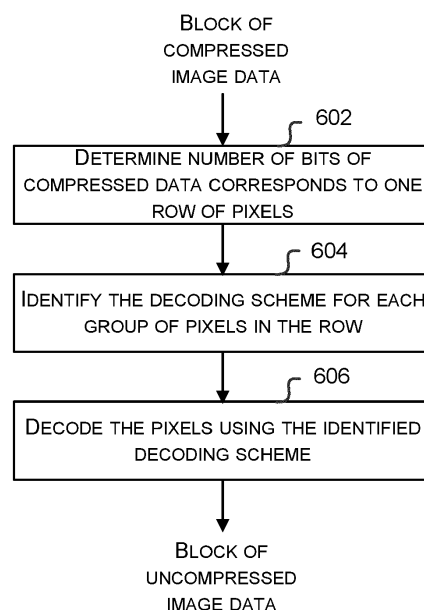 BLOCK OF
COMPRESSED
IMAGE DATA
602
DETERMINE NUMBER OF BITS OF
COMPRESSED DATA CORRESPONDS TO ONE
ROW OF PIXELS
604
IDENTIFY THE DECODING SCHEME FOR EACH
GROUP OF PIXELS IN THE ROW
606
DECODE THE PIXELS USING THE IDENTIFIED
DECODING SCHEME
BLOCK OF
UNCOMPRESSED
IMAGE DATA